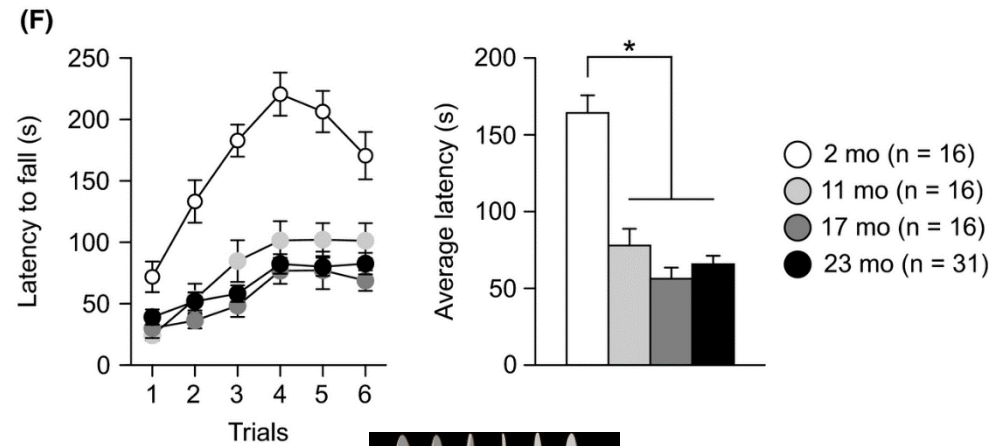 (F)
Latency to fall (s)
250
200
150
100
50
0
1 2 3 4 5 6
Trials
Average latency (s)
200
150
100
50
0
*
2 mo (n = 16)
11 mo (n = 16)
17 mo (n = 16)
23 mo (n = 31)